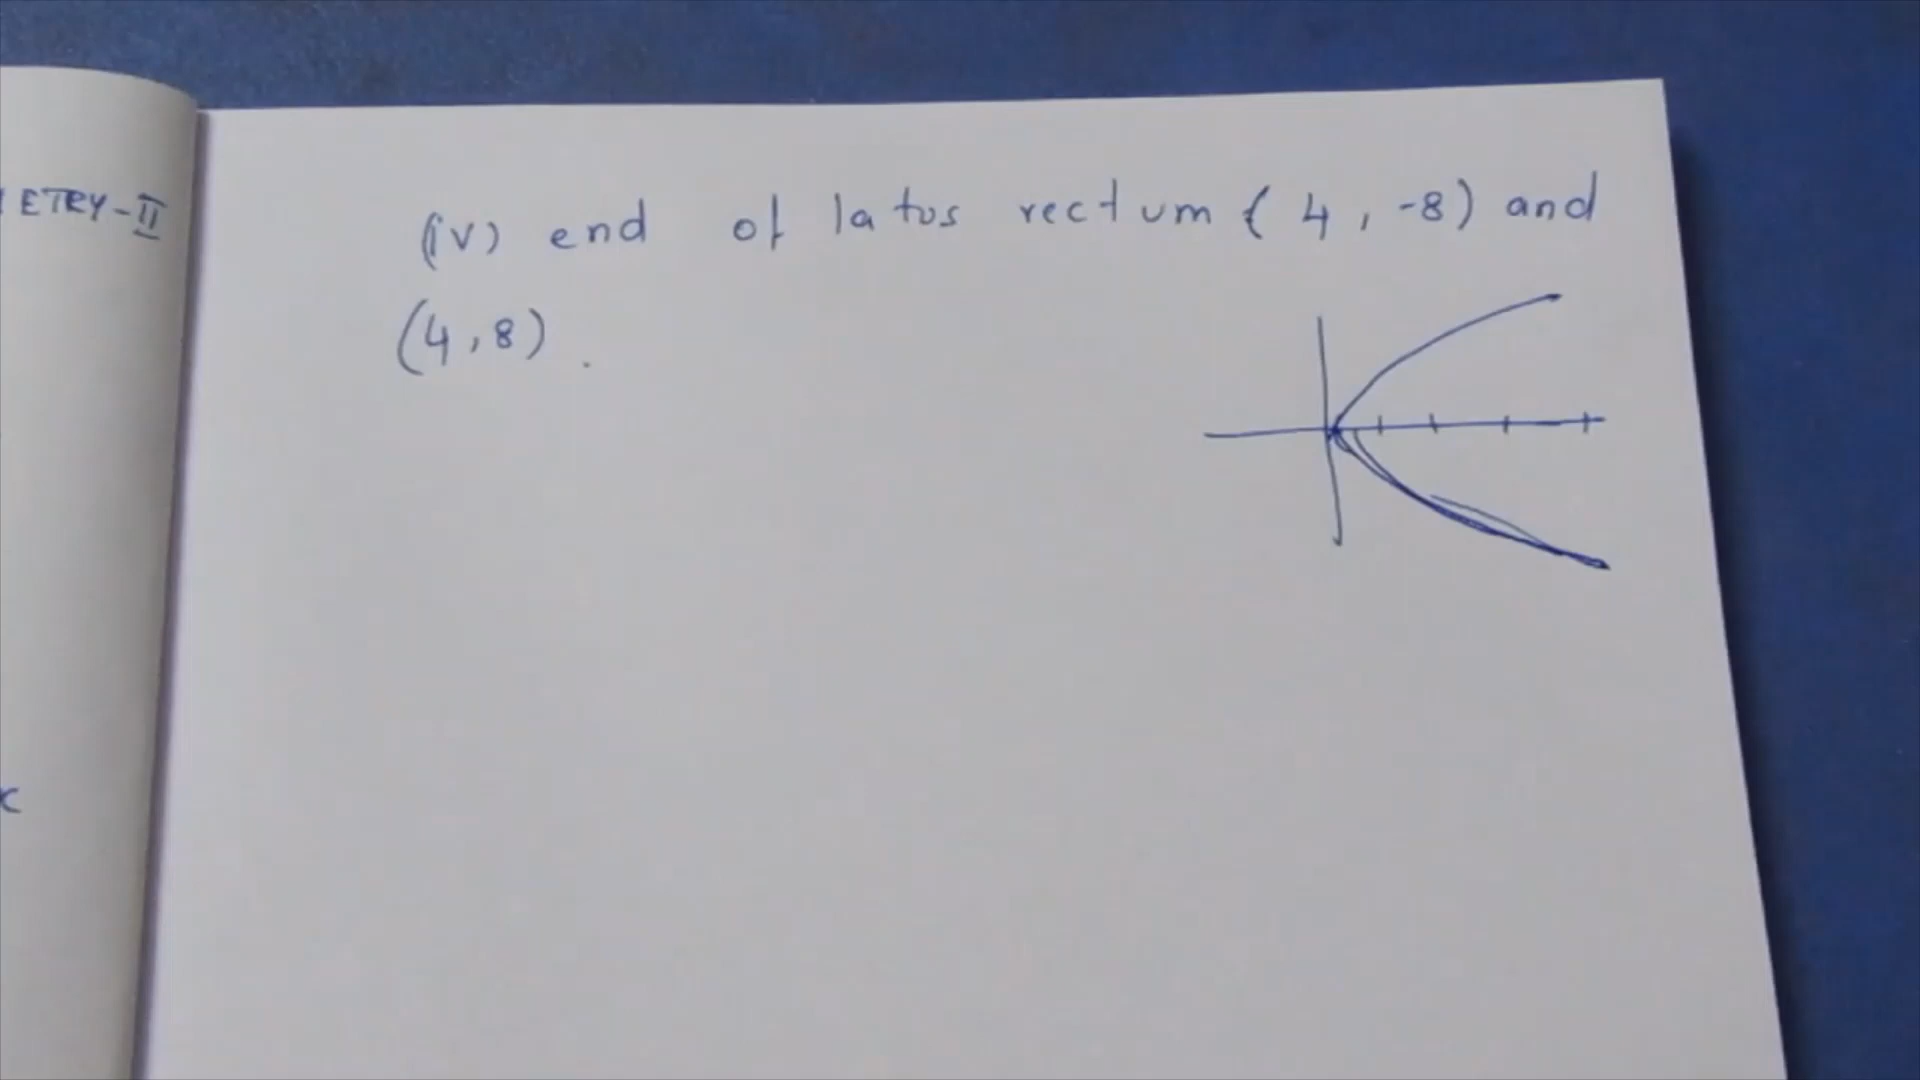 ETRY-II
(iv) end of latus rectum ( 4, -8) and
(4,8).